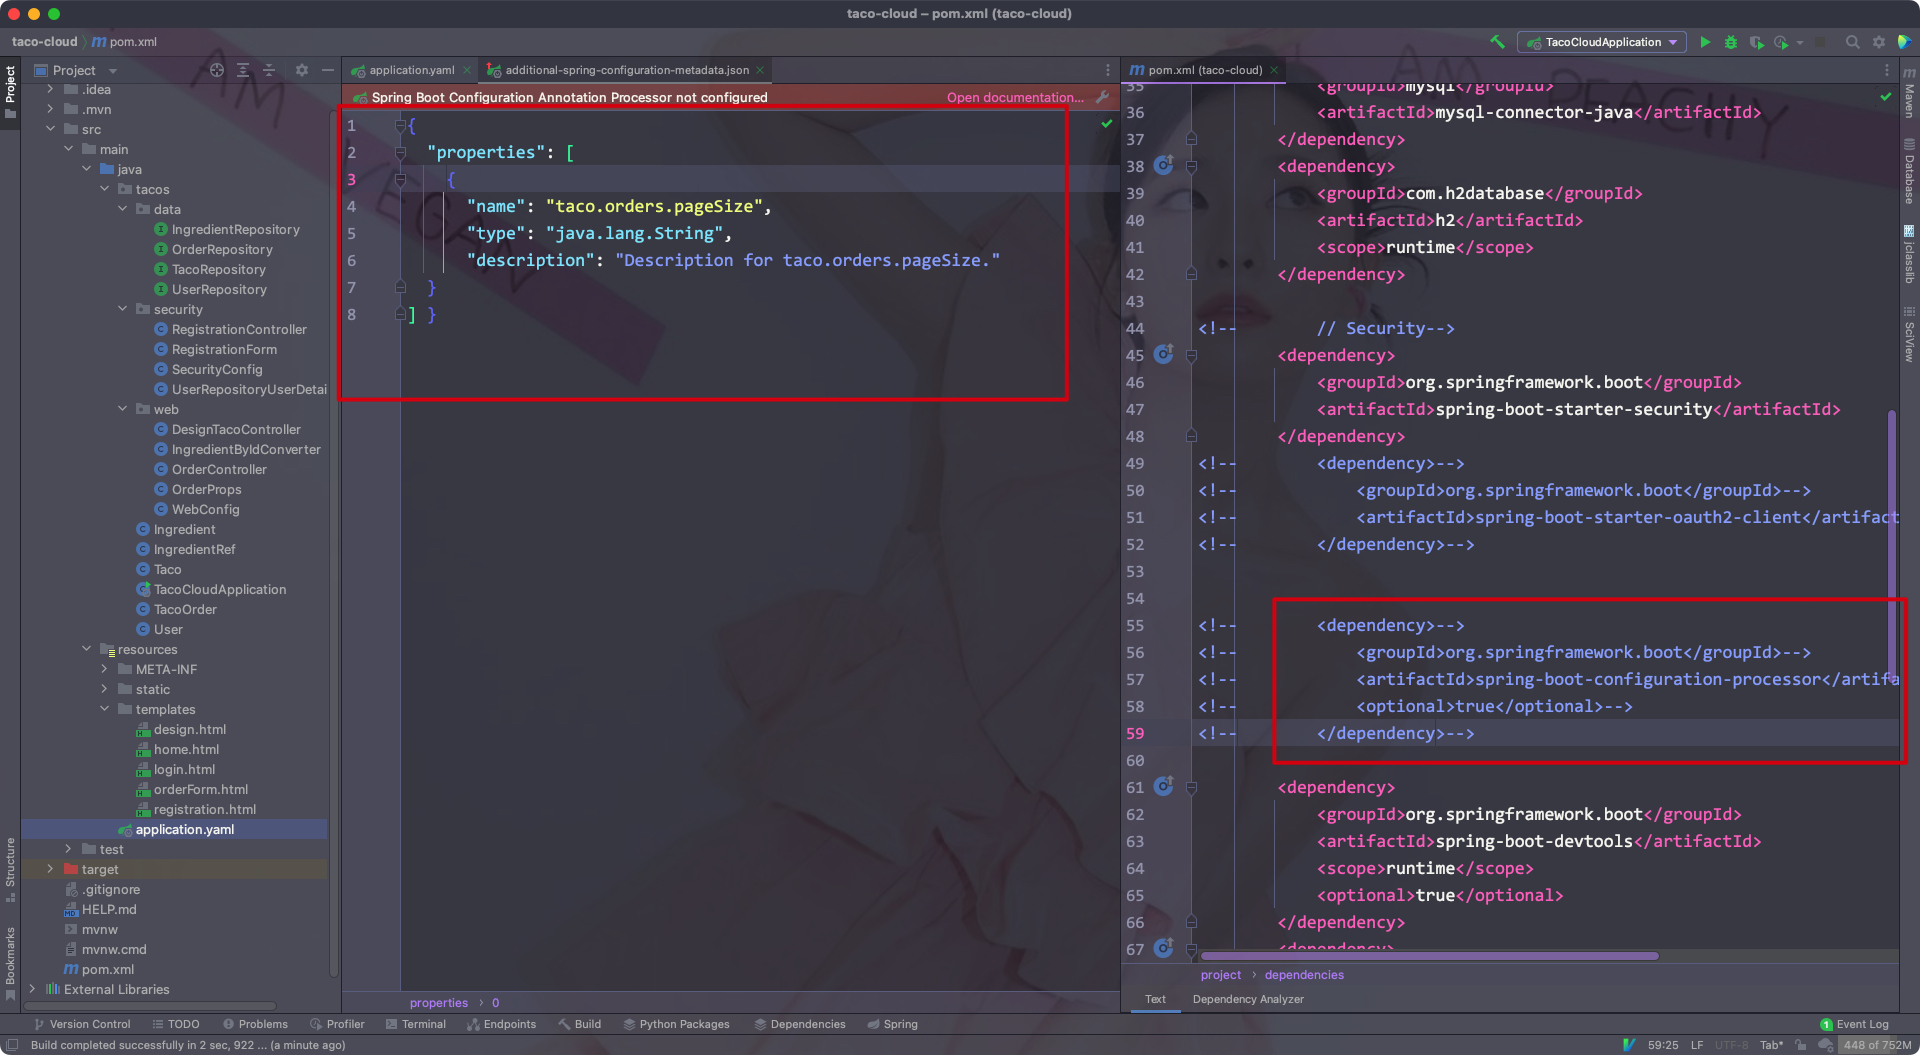 taco-cloud – pom.xml (taco-cloud)
taco-cloud
pom.xml
TacoCloudApplication
Project
Project
.idea
.mvn
src
main
java
tacos
data
IngredientRepository
OrderRepository
TacoRepository
UserRepository
security
RegistrationController
RegistrationForm
SecurityConfig
UserRepositoryUserDetai
web
DesignTacoController
IngredientByIdConverter
OrderController
OrderProps
WebConfig
Ingredient
IngredientRef
Taco
TacoCloudApplication
TacoOrder
User
resources
META-INF
static
templates
design.html
home.html
login.html
orderForm.html
registration.html
application.yaml
test
target
.gitignore
HELP.md
mvnw
mvnw.cmd
pom.xml
External Libraries
Structure
Bookmarks
application.yaml
additional-spring-configuration-metadata.json
Spring Boot Configuration Annotation Processor not configured
Open documentation...
1 {
2 "properties": [
3 {
4 "name": "taco.orders.pageSize",
5 "type": "java.lang.String",
6 "description": "Description for taco.orders.pageSize."
7 }
8 ] }
properties › 0
pom.xml (taco-cloud)
35 <groupId>mysql</groupId>
36 <artifactId>mysql-connector-java</artifactId>
37 </dependency>
38 <dependency>
39 <groupId>com.h2database</groupId>
40 <artifactId>h2</artifactId>
41 <scope>runtime</scope>
42 </dependency>
43
44 <!-- // Security-->
45 <dependency>
46 <groupId>org.springframework.boot</groupId>
47 <artifactId>spring-boot-starter-security</artifactId>
48 </dependency>
49 <!-- <dependency>-->
50 <!-- <groupId>org.springframework.boot</groupId>-->
51 <!-- <artifactId>spring-boot-starter-oauth2-client</artifact
52 <!-- </dependency>-->
53
54
55 <!-- <dependency>-->
56 <!-- <groupId>org.springframework.boot</groupId>-->
57 <!-- <artifactId>spring-boot-configuration-processor</artifa
58 <!-- <optional>true</optional>-->
59 <!-- </dependency>-->
60
61 <dependency>
62 <groupId>org.springframework.boot</groupId>
63 <artifactId>spring-boot-devtools</artifactId>
64 <scope>runtime</scope>
65 <optional>true</optional>
66 </dependency>
67 <dependency>
project › dependencies
Text Dependency Analyzer
Maven
Database
jclasslib
SciView
I AM VEGAN
I AM PEACHY
Version Control TODO Problems Profiler Terminal Endpoints Build Python Packages Dependencies Spring
1 Event Log
Build completed successfully in 2 sec, 922 ... (a minute ago)
59:25 LF UTF-8 Tab* 448 of 752M